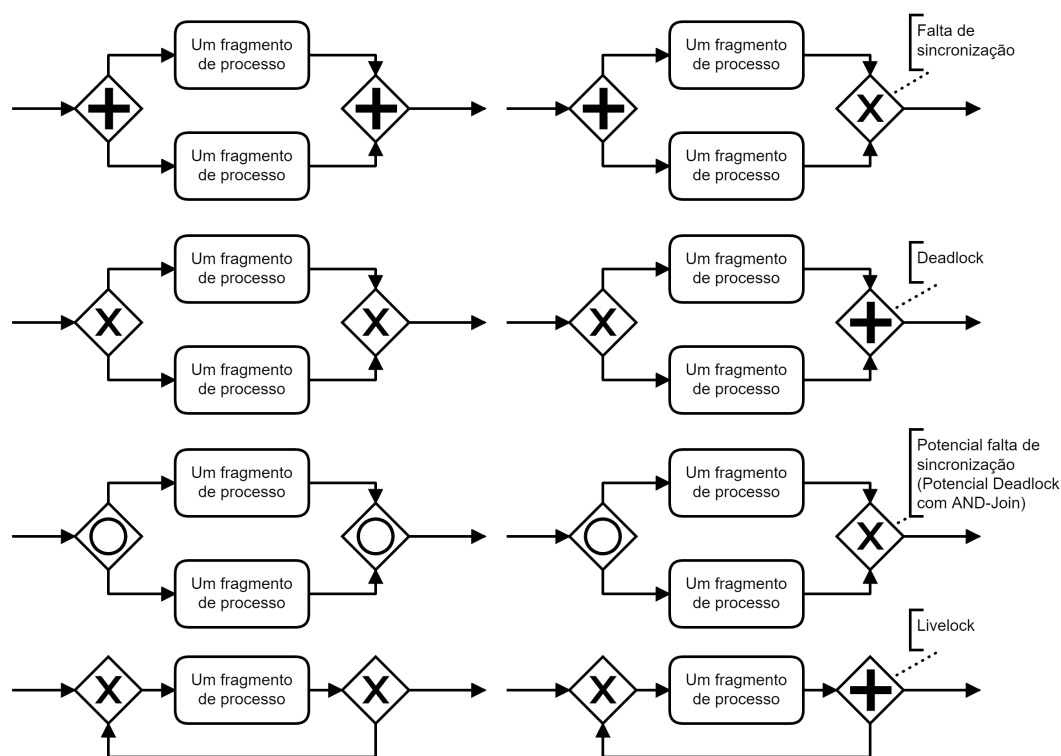 Um fragmento
de processo
Um fragmento
de processo
Falta de
sincronização
Um fragmento
de processo
Um fragmento
de processo
Um fragmento
de processo
Um fragmento
de processo
Deadlock
Um fragmento
de processo
Um fragmento
de processo
Um fragmento
de processo
Um fragmento
de processo
Potencial falta de
sincronização
(Potencial Deadlock
com AND-Join)
Um fragmento
de processo
Um fragmento
de processo
Livelock
Um fragmento
de processo
Um fragmento
de processo